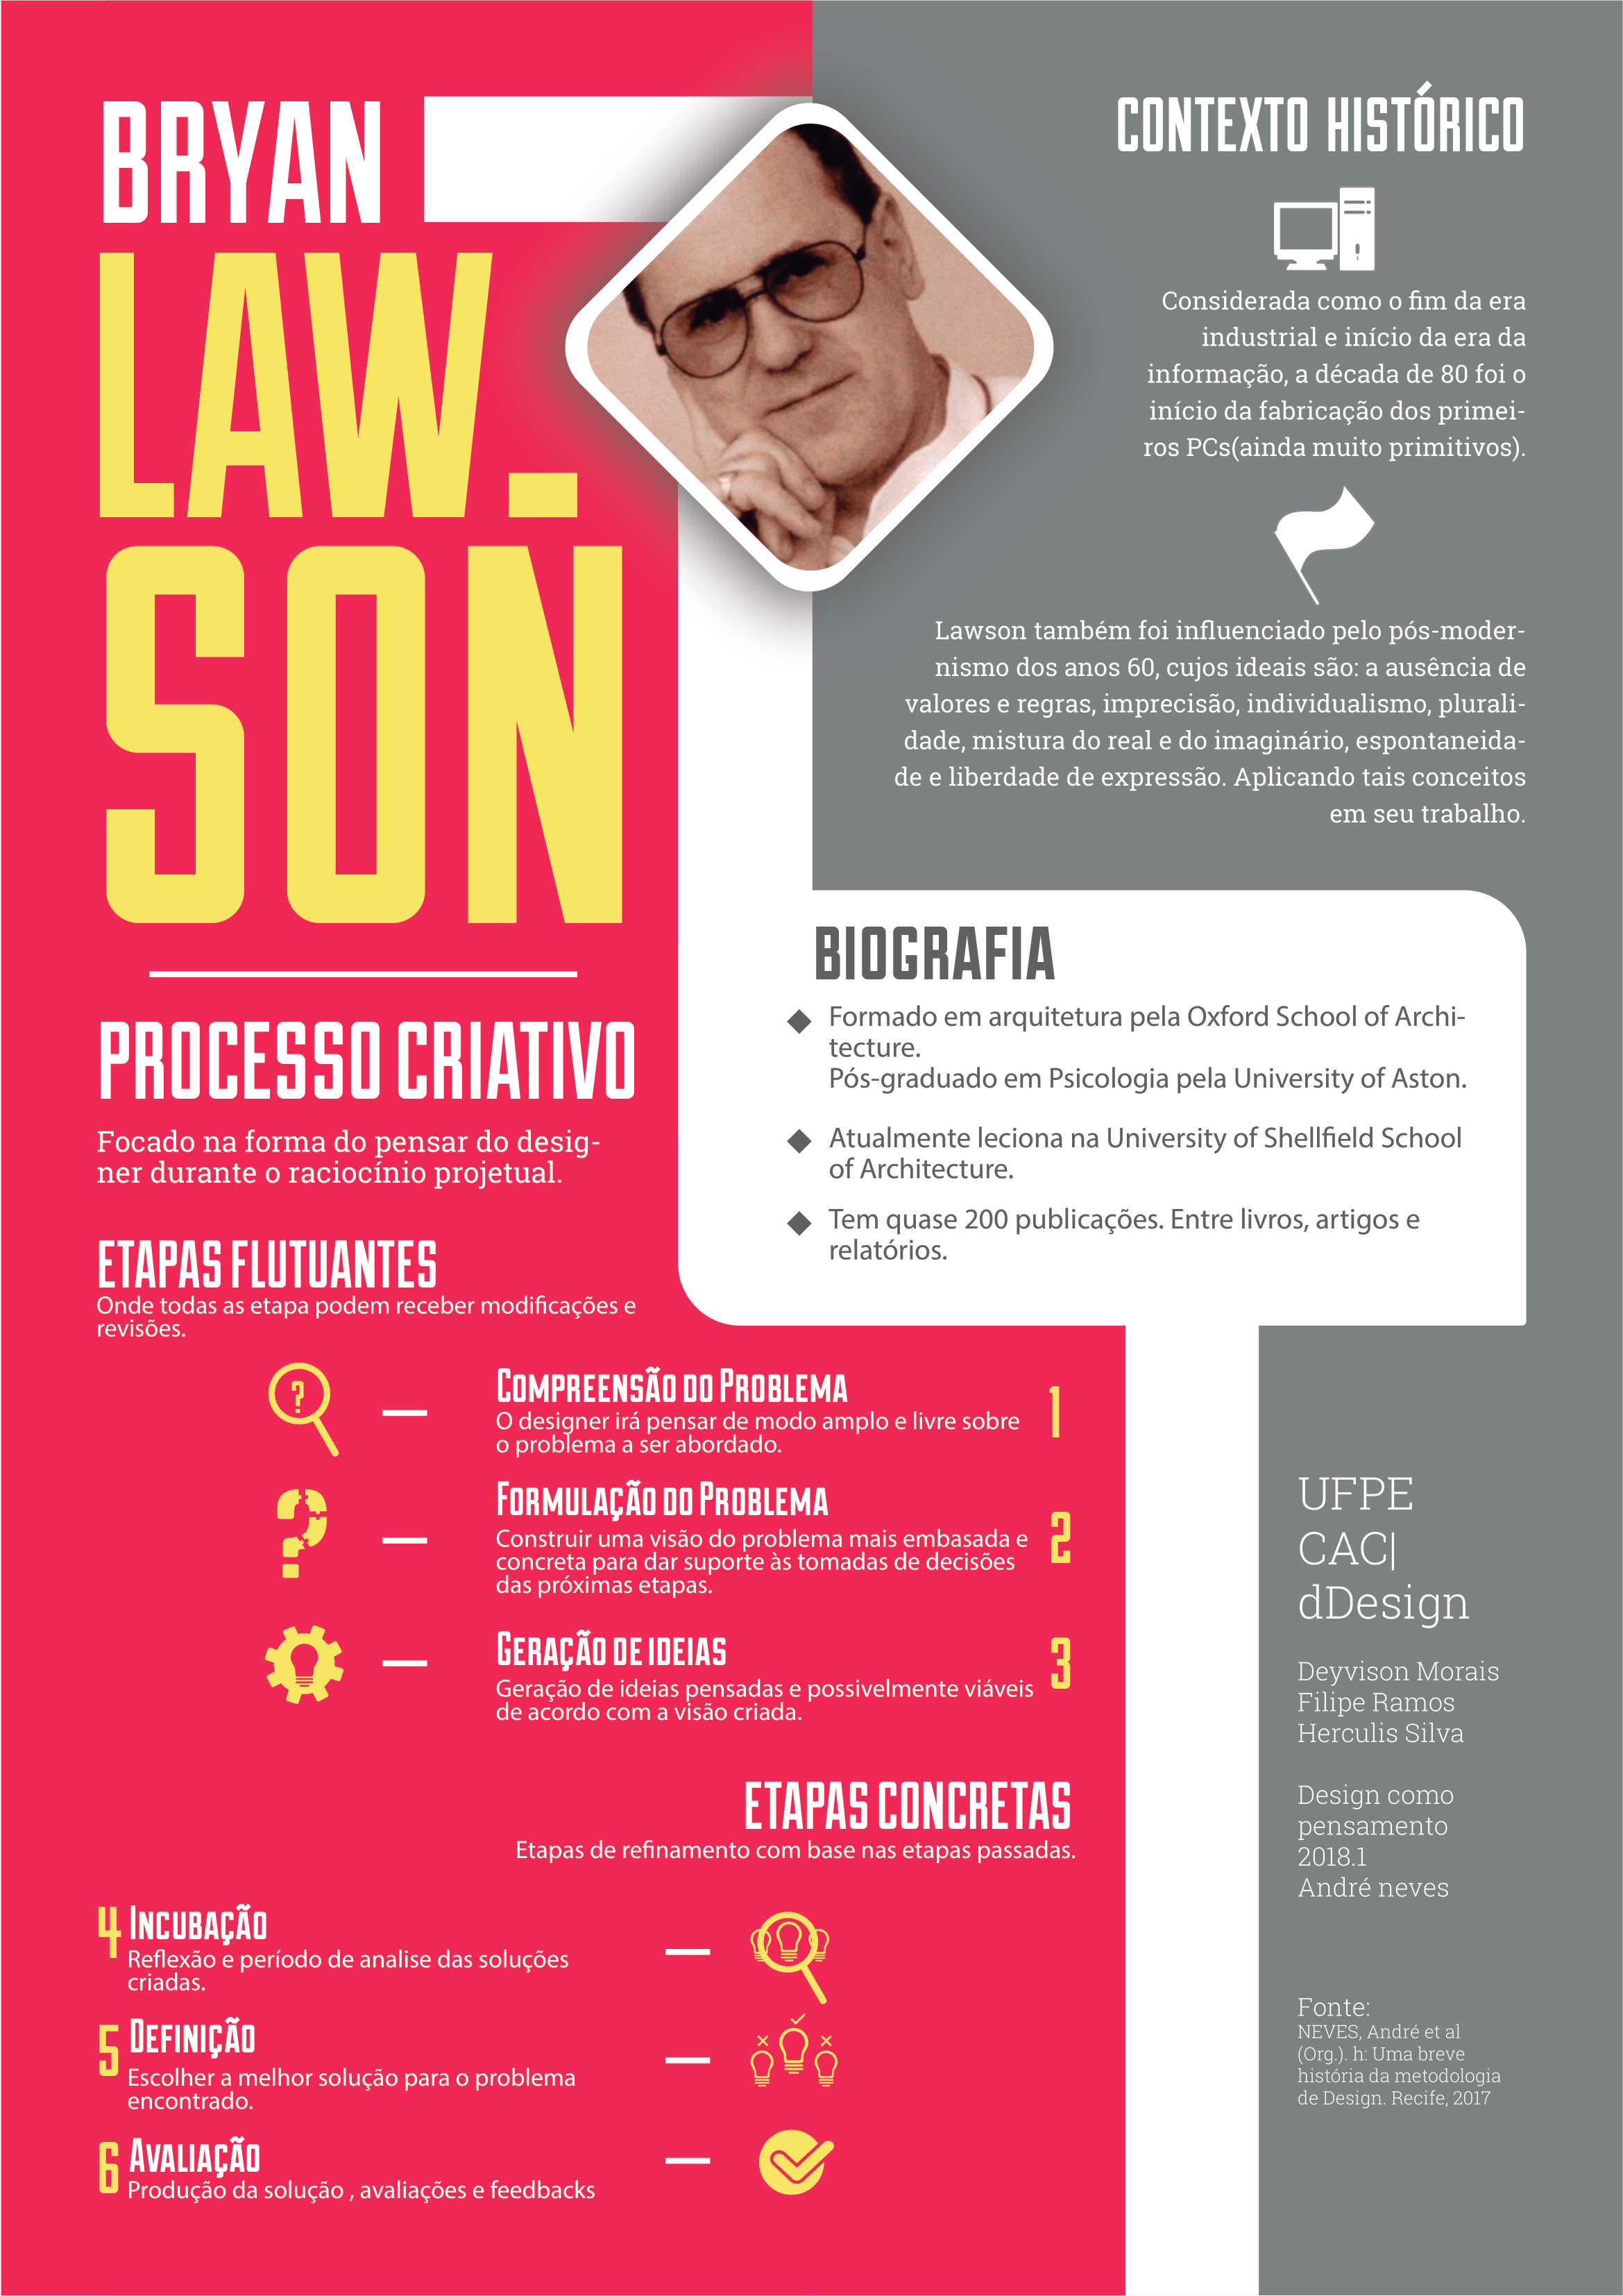 BRYAN
LAW-
SON
PROCESSO CRIATIVO
Focado na forma do pensar do desig-
ner durante o raciocínio projetual.
ETAPAS FLUTUANTES
Onde todas as etapa podem receber modificações e
revisões.
?
COMPREENSÃO DO PROBLEMA
O designer irá pensar de modo amplo e livre sobre
o problema a ser abordado.
1
?
FORMULAÇÃO DO PROBLEMA
Construir uma visão do problema mais embasada e
concreta para dar suporte às tomadas de decisões
das próximas etapas.
2
GERAÇÃO DE IDEIAS
Geração de ideias pensadas e possivelmente viáveis
de acordo com a visão criada.
3
ETAPAS CONCRETAS
Etapas de refinamento com base nas etapas passadas.
4 INCUBAÇÃO
Reflexão e período de analise das soluções
criadas.
5 DEFINIÇÃO
Escolher a melhor solução para o problema
encontrado.
6 AVALIAÇÃO
Produção da solução , avaliações e feedbacks
CONTEXTO HISTÓRICO
Considerada como o fim da era
industrial e início da era da
informação, a década de 80 foi o
início da fabricação dos primei-
ros PCs(ainda muito primitivos).
Lawson também foi influenciado pelo pós-moder-
nismo dos anos 60, cujos ideais são: a ausência de
valores e regras, imprecisão, individualismo, plurali-
dade, mistura do real e do imaginário, espontaneida-
de e liberdade de expressão. Aplicando tais conceitos
em seu trabalho.
BIOGRAFIA
Formado em arquitetura pela Oxford School of Archi-
tecture.
Pós-graduado em Psicologia pela University of Aston.
Atualmente leciona na University of Shellfield School
of Architecture.
Tem quase 200 publicações. Entre livros, artigos e
relatórios.
UFPE
CAC|
dDesign
Deyvison Morais
Filipe Ramos
Herculis Silva
Design como
pensamento
2018.1
André neves
Fonte:
NEVES, André et al
(Org.). h: Uma breve
história da metodologia
de Design. Recife, 2017